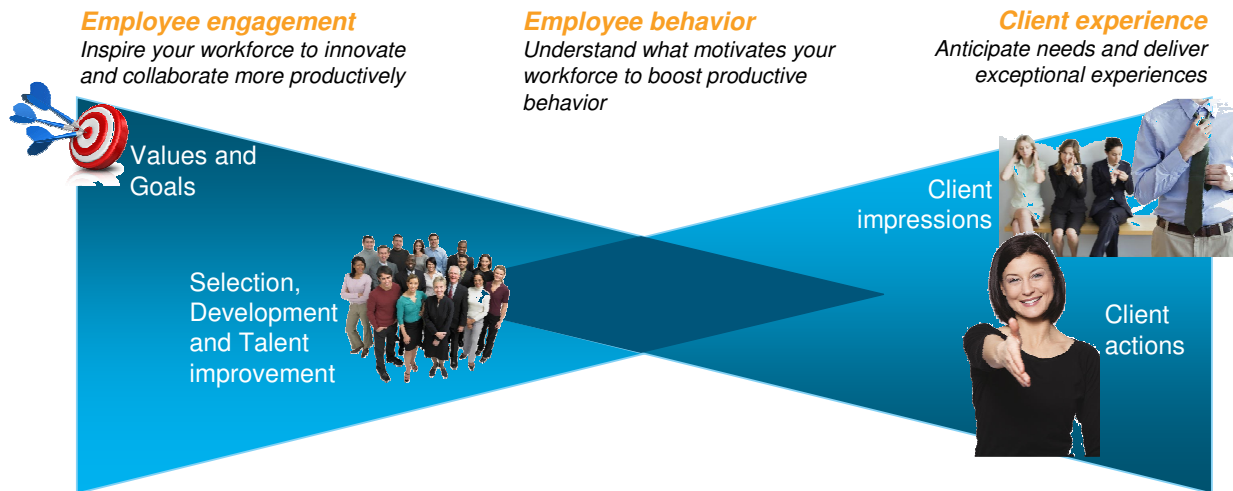 Employee engagement
Inspire your workforce to innovate
and collaborate more productively
Employee behavior
Understand what motivates your
workforce to boost productive
behavior
Client experience
Anticipate needs and deliver
exceptional experiences
Values and
Goals
Selection,
Development
and Talent
improvement
Client
impressions
Client
actions